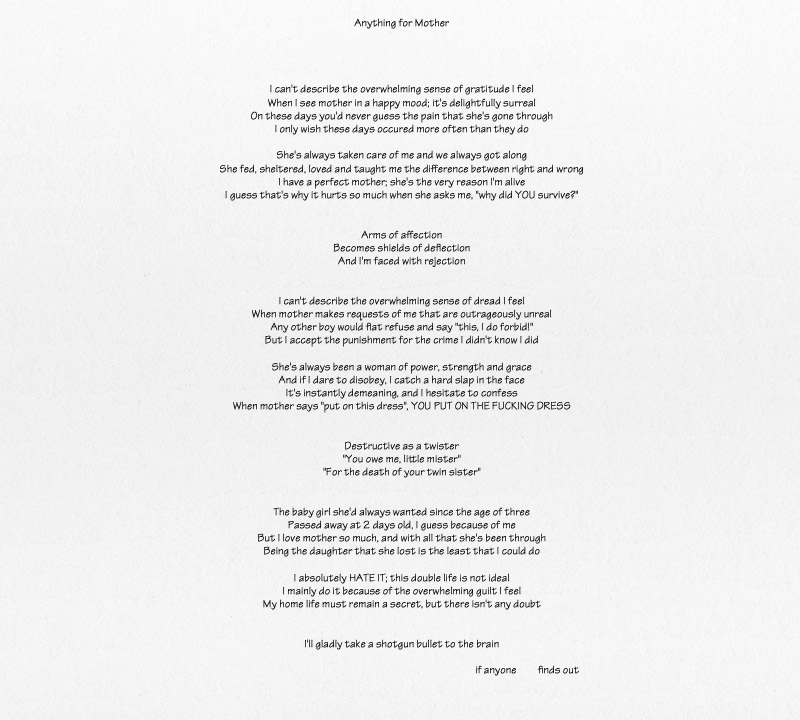 Anything for Mother
I can't describe the overwhelming sense of gratitude I feel
When I see mother in a happy mood; it's delightfully surreal
On these days you'd never guess the pain that she's gone through
I only wish these days occured more often than they do
She's always taken care of me and we always got along
She fed, sheltered, loved and taught me the difference between right and wrong
I have a perfect mother; she's the very reason I'm alive
I guess that's why it hurts so much when she asks me, "why did YOU survive?"
Arms of affection
Becomes shields of deflection
And I'm faced with rejection
I can't describe the overwhelming sense of dread I feel
When mother makes requests of me that are outrageously unreal
Any other boy would flat refuse and say "this, I do forbid!"
But I accept the punishment for the crime I didn't know I did
She's always been a woman of power, strength and grace
And if I dare to disobey, I catch a hard slap in the face
It's instantly demeaning, and I hesitate to confess
When mother says "put on this dress", YOU PUT ON THE FUCKING DRESS
Destructive as a twister
"You owe me, little mister"
"For the death of your twin sister"
The baby girl she'd always wanted since the age of three
Passed away at 2 days old, I guess because of me
But I love mother so much, and with all that she's been through
Being the daughter that she lost is the least that I could do
I absolutely HATE IT; this double life is not ideal
I mainly do it because of the overwhelming guilt I feel
My home life must remain a secret, but there isn't any doubt
I'll gladly take a shotgun bullet to the brain
if anyone finds out